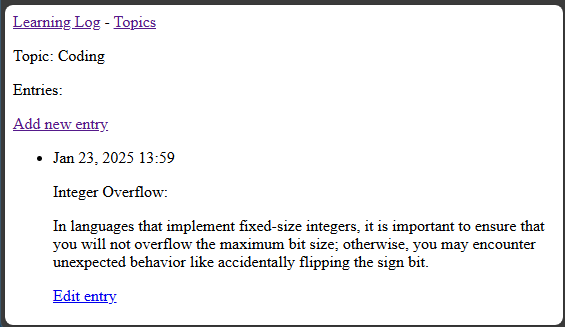 Learning Log - Topics
Topic: Coding
Entries:
Add new entry
Jan 23, 2025 13:59
Integer Overflow:
In languages that implement fixed-size integers, it is important to ensure that
you will not overflow the maximum bit size; otherwise, you may encounter
unexpected behavior like accidentally flipping the sign bit.
Edit entry